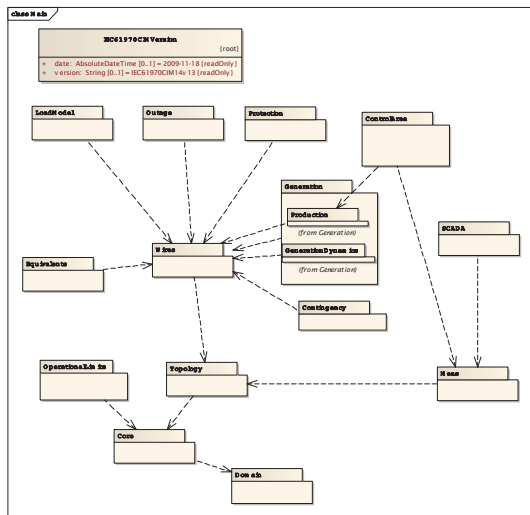 class Main
IEC61970CIMVersion
{root}
+ date: AbsoluteDateTime [0..1] = 2009-11-18 {readOnly}
+ version: String [0..1] = IEC61970CIM14v13 {readOnly}
LoadModel
Outage
Protection
ControlArea
Generation
Production
(from Generation)
SCADA
Wires
GenerationDynamics
(from Generation)
Equivalents
Contingency
OperationalLimits
Topology
Meas
Core
Domain